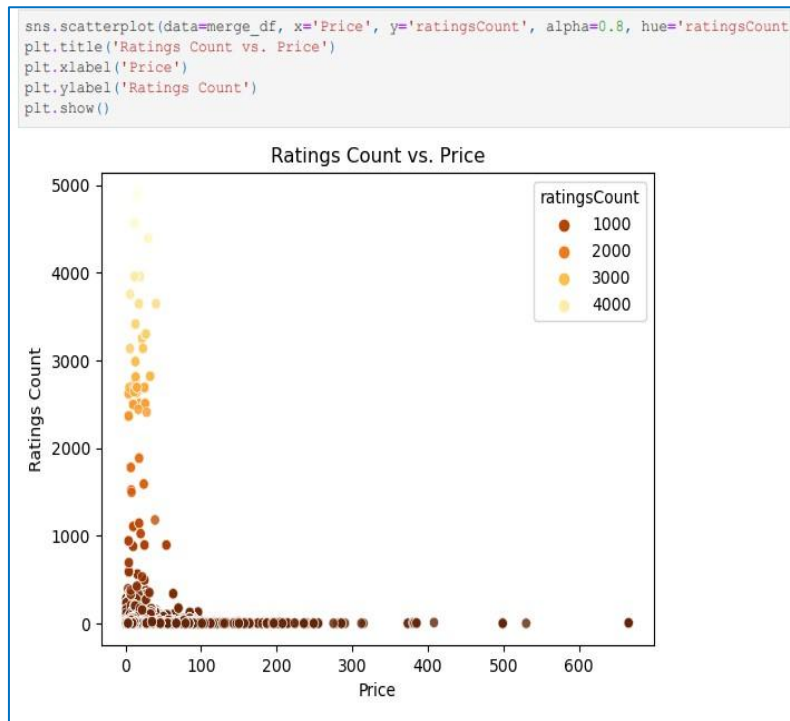 sns.scatterplot(data=merge_df, x='Price', y='ratingsCount', alpha=0.8, hue='ratingsCount
plt.title('Ratings Count vs. Price')
plt.xlabel('Price')
plt.ylabel('Ratings Count')
plt.show()
Ratings Count vs. Price
ratingsCount
1000
2000
3000
4000
5000
4000
3000
2000
1000
0
Ratings Count
0 100 200 300 400 500 600
Price